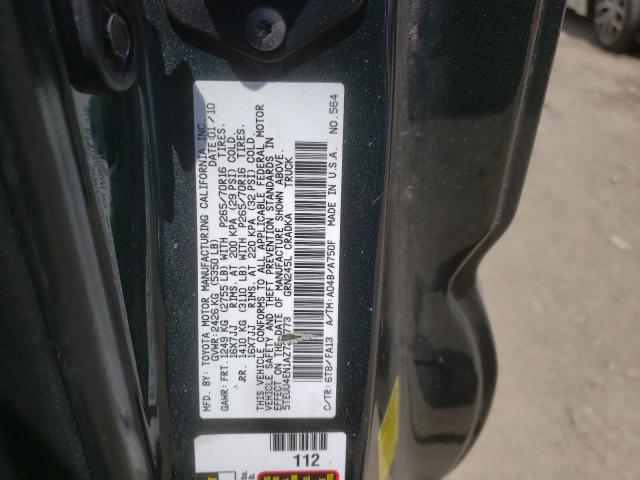 MFD. BY: TOYOTA MOTOR MANUFACTURING CALIFORNIA, INC.
GVWR: 2426 KG (5350 LB) DATE: 01/10
GAWR: FRT. 1249 KG (2755 LB) WITH P265/70R16 TIRES,
16X7JJ RIMS, AT 200 KPA (29 PSI) COLD
RR. 1410 KG (3110 LB) WITH P265/70R16 TIRES,
16X7JJ RIMS, AT 220 KPA (32 PSI) COLD
THIS VEHICLE CONFORMS TO ALL APPLICABLE FEDERAL MOTOR
VEHICLE SAFETY AND THEFT PREVENTION STANDARDS IN
EFFECT ON THE DATE OF MANUFACTURE SHOWN ABOVE.
GRN245L CRADKA TRUCK
C/TR: 6T8/FA13 A/TM: A04B/A750F MADE IN U.S.A. NO.564
112